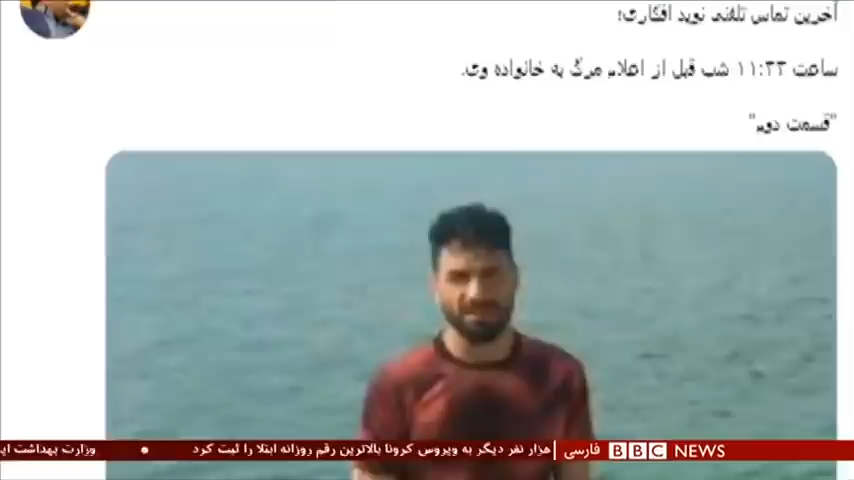 آخرین تماس تلفنی نوید افکاری؛
ساعت ۱۱:۳۳ شب قبل از اعلام مرگ به خانواده وی.
"قسمت دوم"
هزار نفر دیگر به ویروس کرونا بالاترین رقم روزانه ابتلا را ثبت کرد • وزارت بهداشت
BBC NEWS فارسی